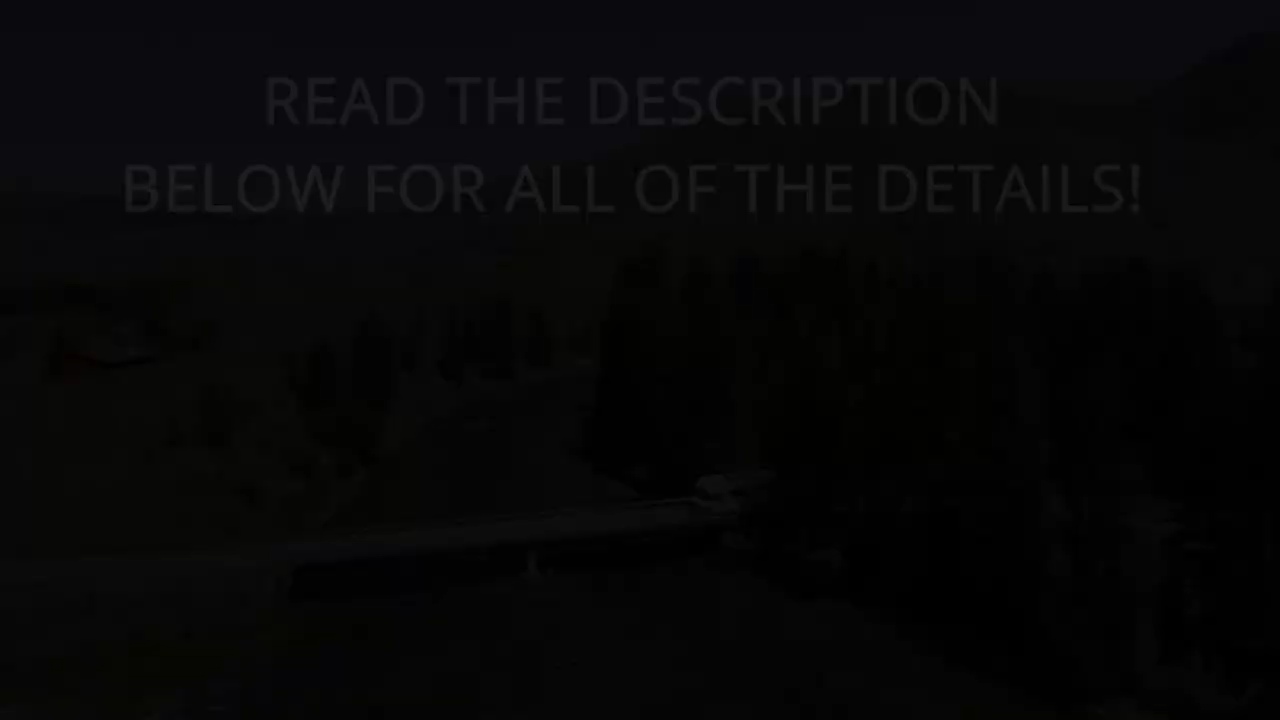 READ THE DESCRIPTION
BELOW FOR ALL OF THE DETAILS!